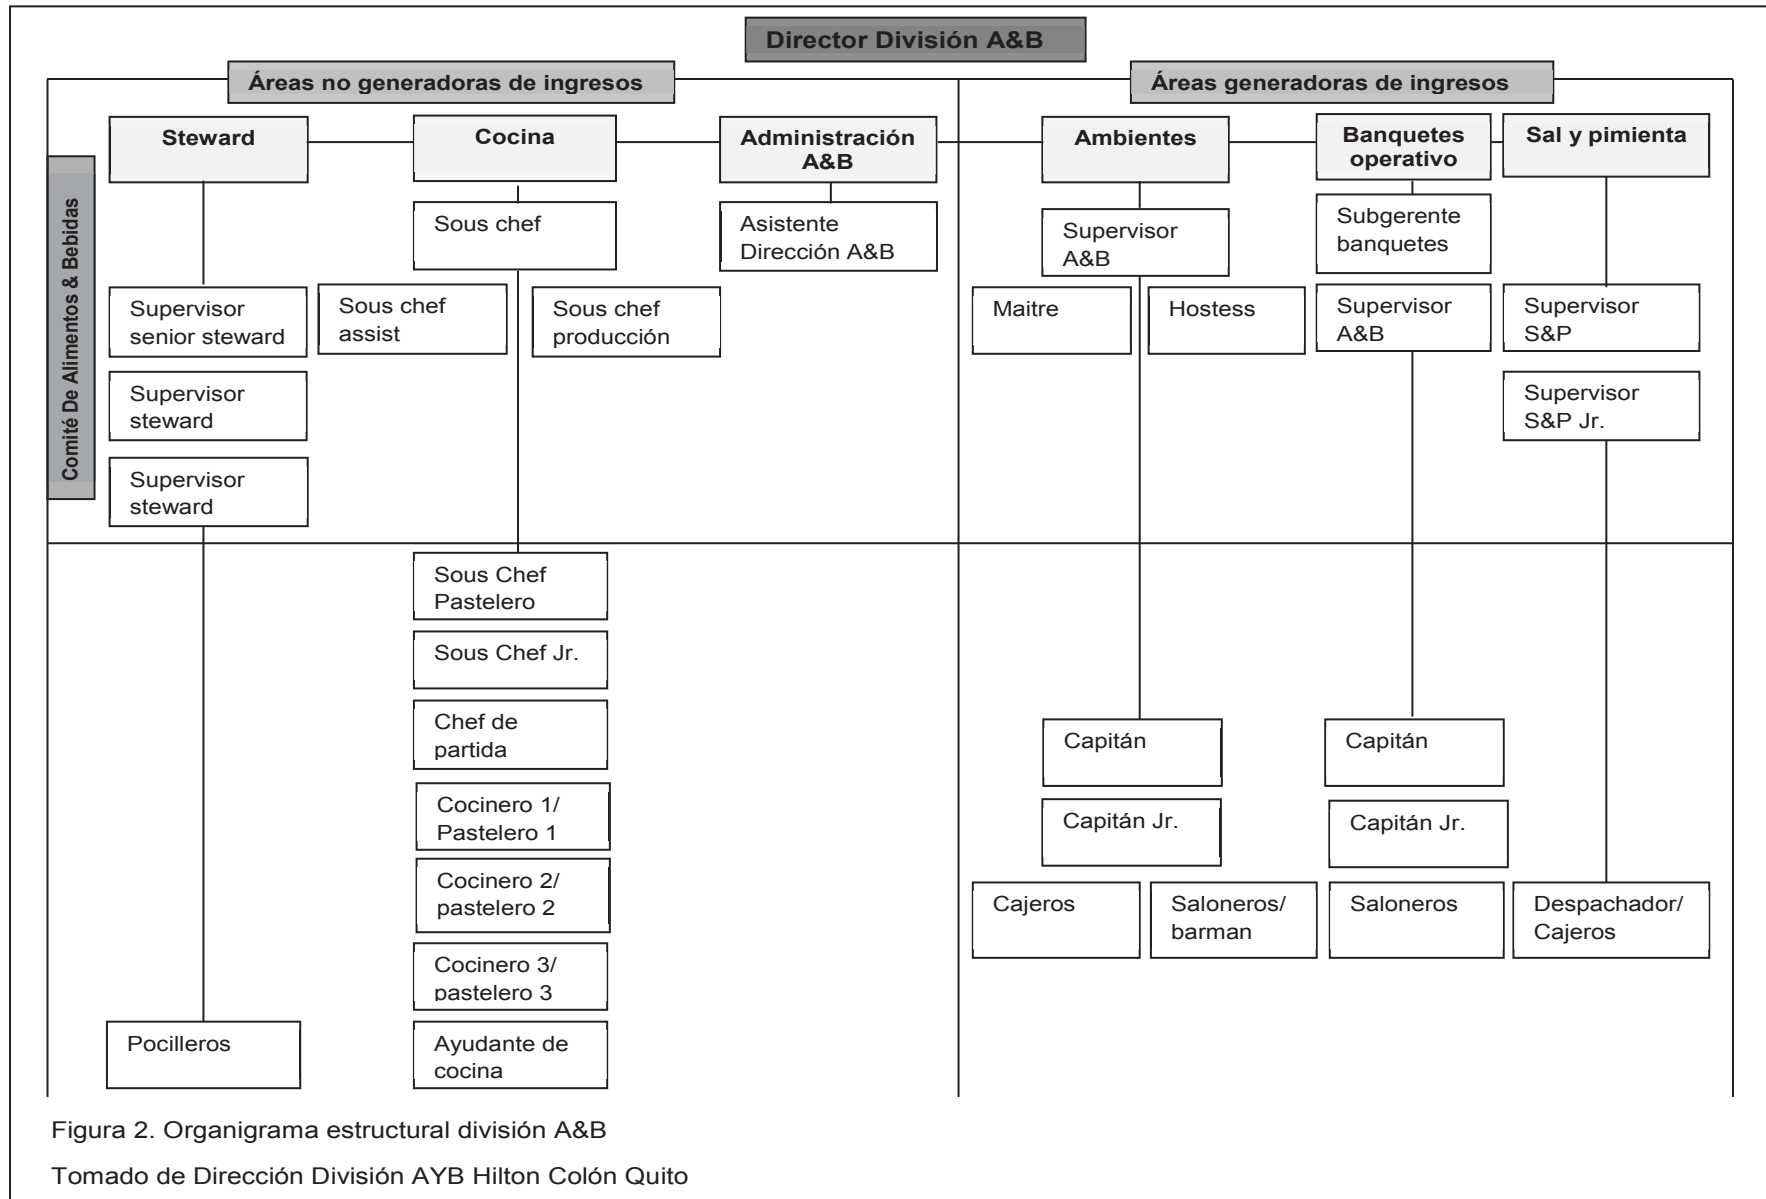 Director División A&B
Áreas no generadoras de ingresos
Áreas generadoras de ingresos
Steward
Cocina
Administración
A&B
Ambientes
Banquetes
operativo
Sal y pimienta
Comité De Alimentos & Bebidas
Sous chef
Asistente
Dirección A&B
Supervisor
A&B
Subgerente
banquetes
Supervisor
senior steward
Sous chef
assist
Sous chef
producción
Maitre
Hostess
Supervisor
A&B
Supervisor
S&P
Supervisor
steward
Supervisor
S&P Jr.
Supervisor
steward
Sous Chef
Pastelero
Sous Chef Jr.
Chef de
partida
Capitán
Capitán
Cocinero 1/
Pastelero 1
Capitán Jr.
Capitán Jr.
Cocinero 2/
pastelero 2
Cajeros
Saloneros/
barman
Saloneros
Despachador/
Cajeros
Cocinero 3/
pastelero 3
Pocilleros
Ayudante de
cocina
Figura 2. Organigrama estructural división A&B
Tomado de Dirección División AYB Hilton Colón Quito